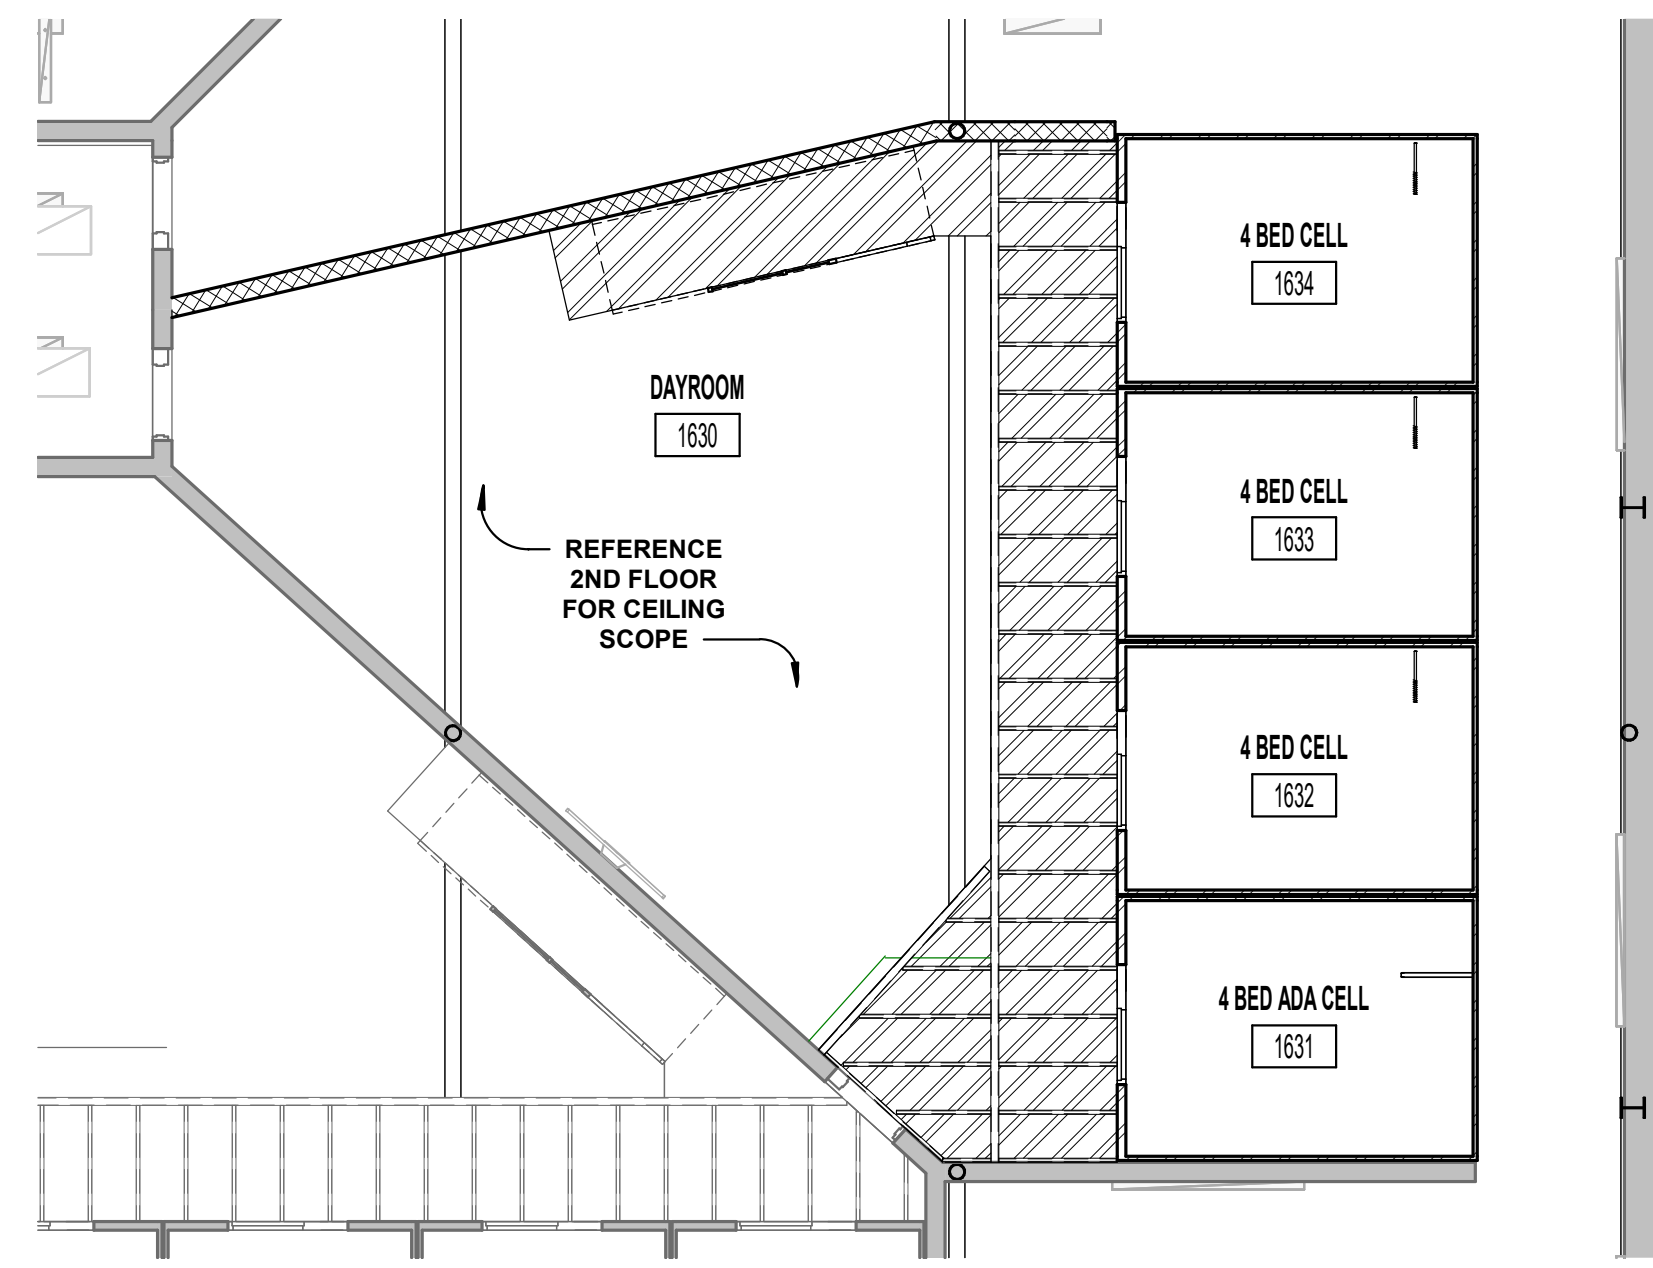 4 BED CELL
1634
DAYROOM
1630
REFERENCE
2ND FLOOR
FOR CEILING
SCOPE
4 BED CELL
1633
4 BED CELL
1632
4 BED ADA CELL
1631